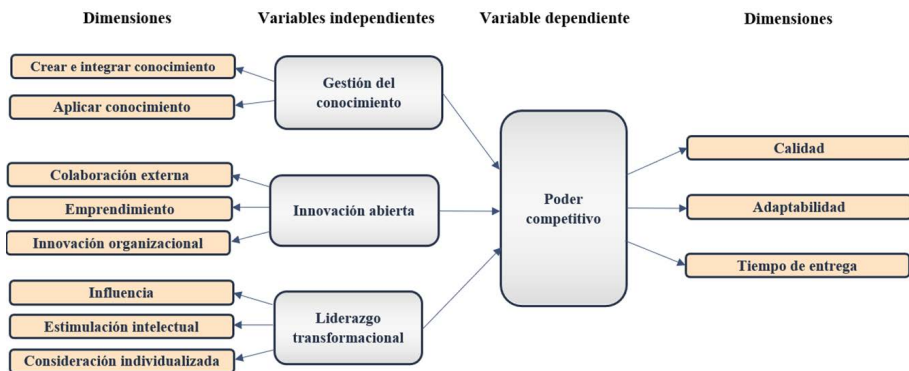 Dimensiones
Variables independientes
Variable dependiente
Dimensiones
Crear e integrar conocimiento
Aplicar conocimiento
Gestión del
conocimiento
Colaboración externa
Emprendimiento
Innovación organizacional
Innovación abierta
Influencia
Estimulación intelectual
Consideración individualizada
Liderazgo
transformacional
Poder
competitivo
Calidad
Adaptabilidad
Tiempo de entrega